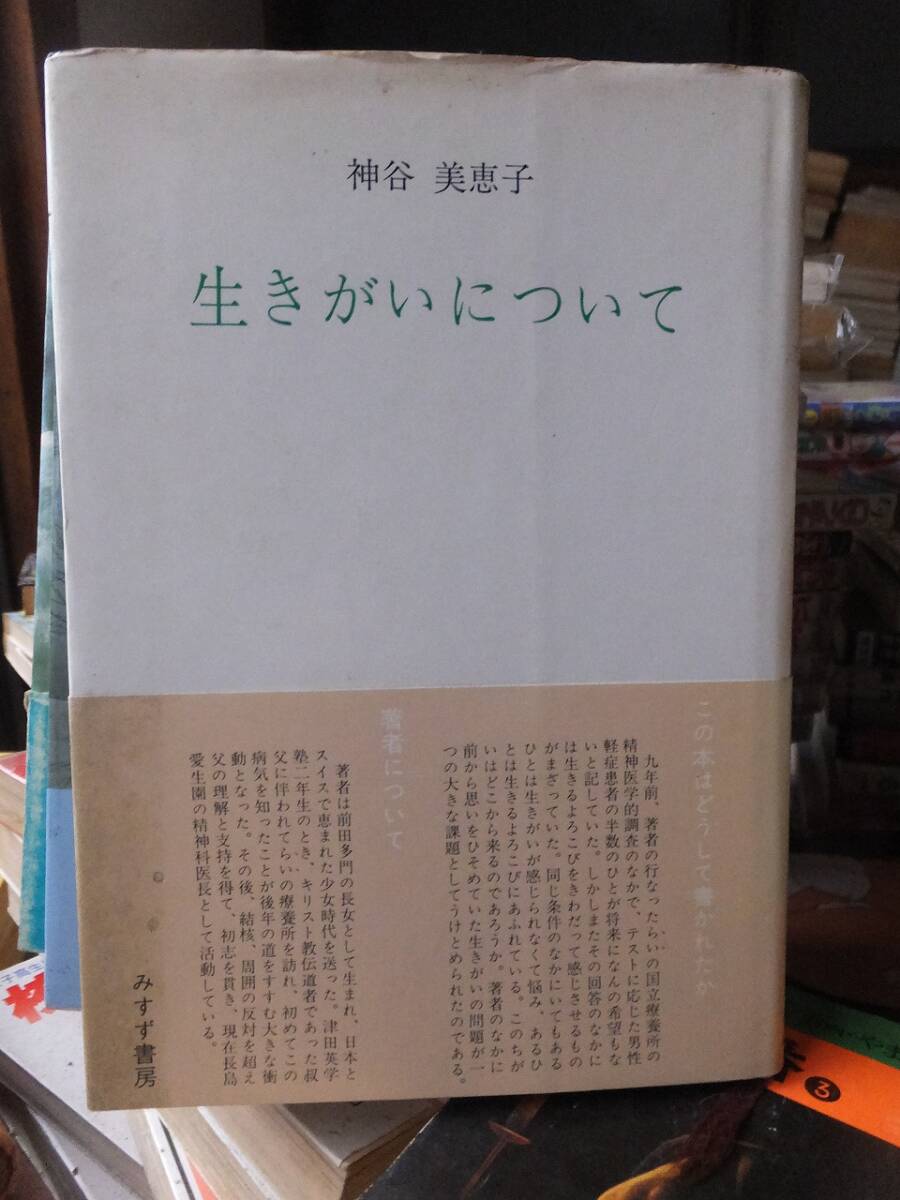 神谷 美恵子
生きがいについて
この本はどうして書かれたか
九年前、著者の行なったらいの国立療養所の
精神医学的調査のなかで、テストに応じた男性
軽症患者の半数のひとが将来になんの希望もな
いと記していた。しかしまたその回答のなかに
は生きるよろこびをきわだって感じさせるもの
がまざっていた。同じ条件のなかにいてもある
ひとは生きがいが感じられなくて悩み、あるひ
とは生きるよろこびにあふれている。このちが
いはどこから来るのであろうか。著者のなかに
前から思いをひそめていた生きがいの問題が一
つの大きな課題としてうけとめられたのである。
著者について
著者は前田多門の長女として生まれ、日本と
スイスで恵まれた少女時代を送った。津田英学
塾二年生のとき、キリスト教伝道者であった叔
父に伴われてらいの療養所を訪れ、初めてこの
病気を知ったことが後年の道をすすむ大きな衝
動となった。その後、結核、周囲の反対を超え
父の理解と支持を得て、初志を貫き、現在長島
愛生園の精神科医長として活動している。
みすず書房
3